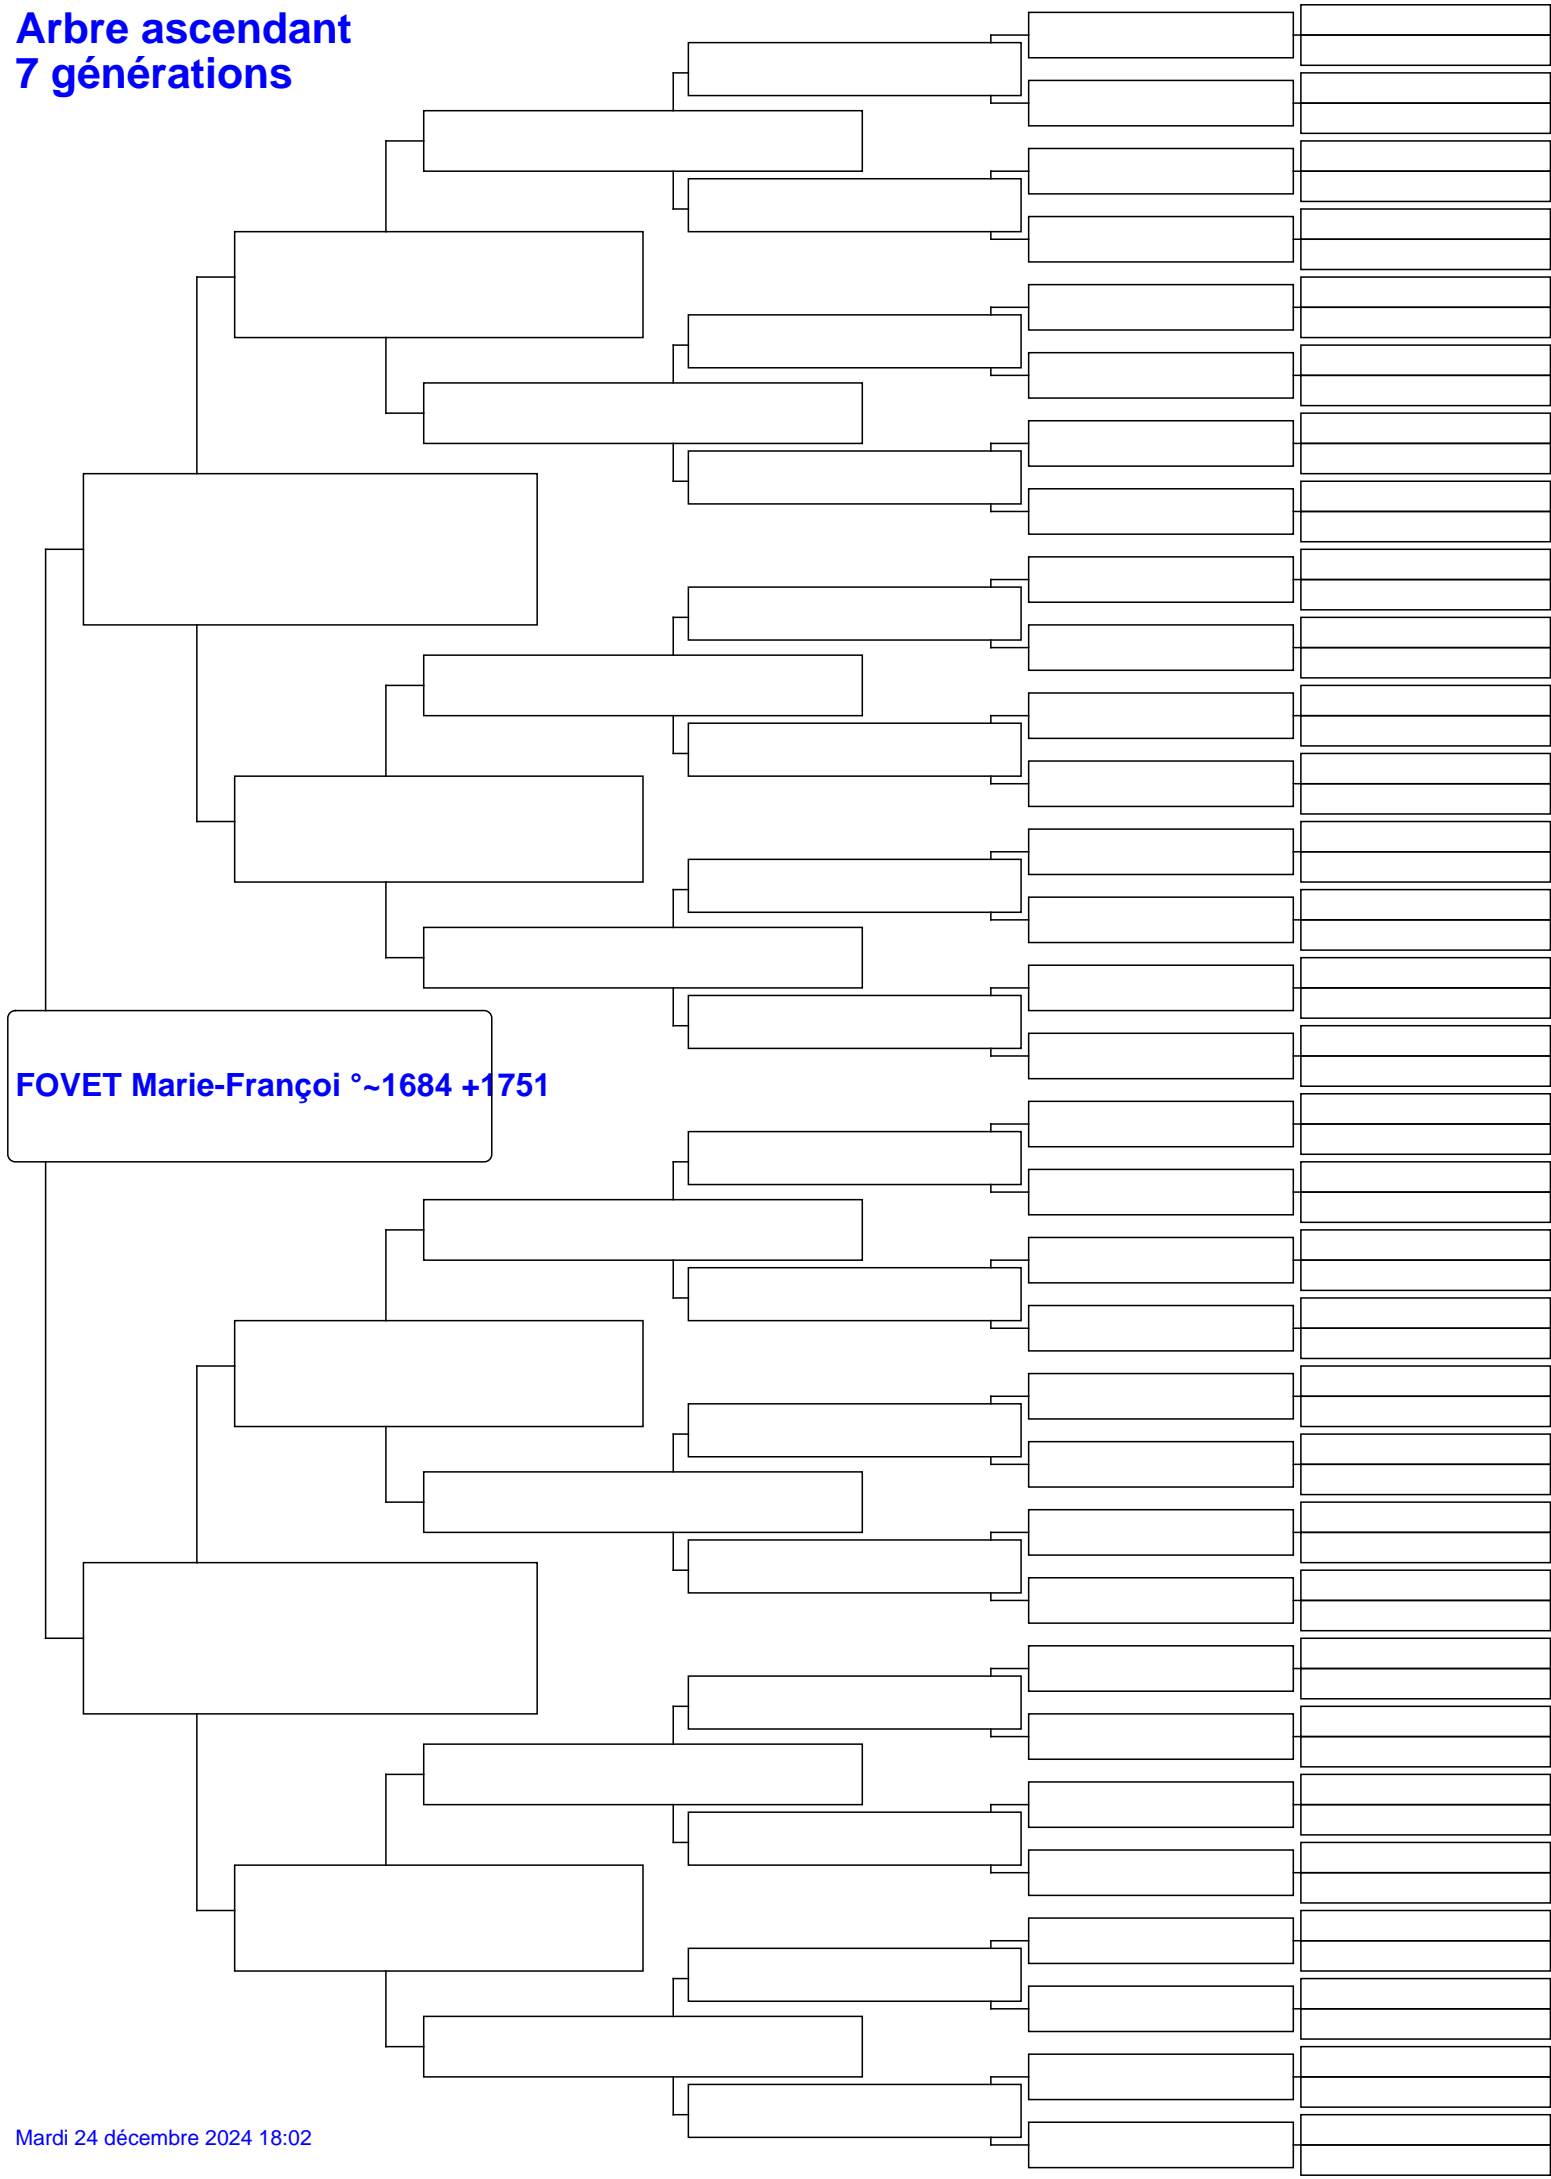 Arbre ascendant
7 générations
FOVET Marie-Françoi °~1684 +1751
Mardi 24 décembre 2024 18:02